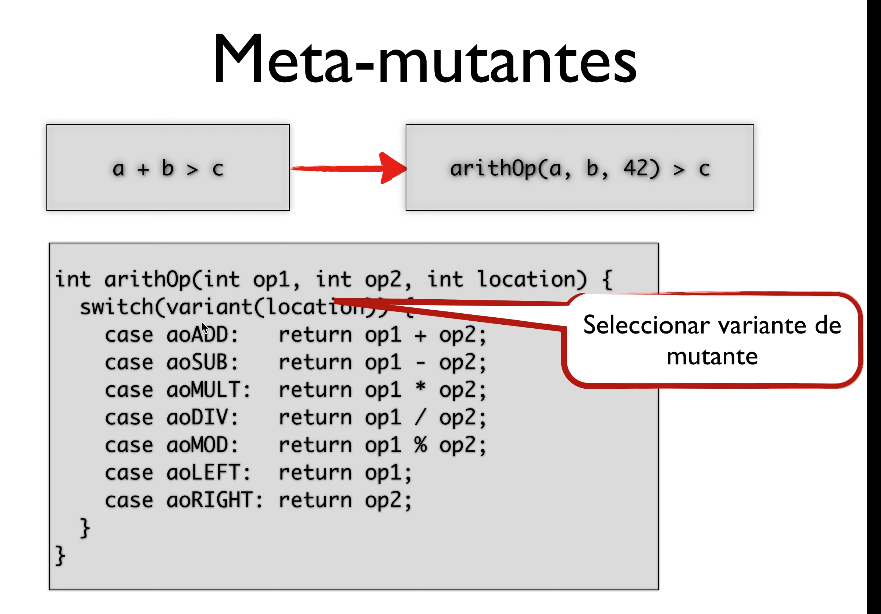 Meta-mutantes
a + b > c
arithOp(a, b, 42) > c
int arithOp(int op1, int op2, int location) {
switch(variant(location)) {
case aoADD: return op1 + op2;
case aoSUB: return op1 - op2;
case aoMULT: return op1 * op2;
case aoDIV: return op1 / op2;
case aoMOD: return op1 % op2;
case aoLEFT: return op1;
case aoRIGHT: return op2;
}
}
Seleccionar variante de
mutante